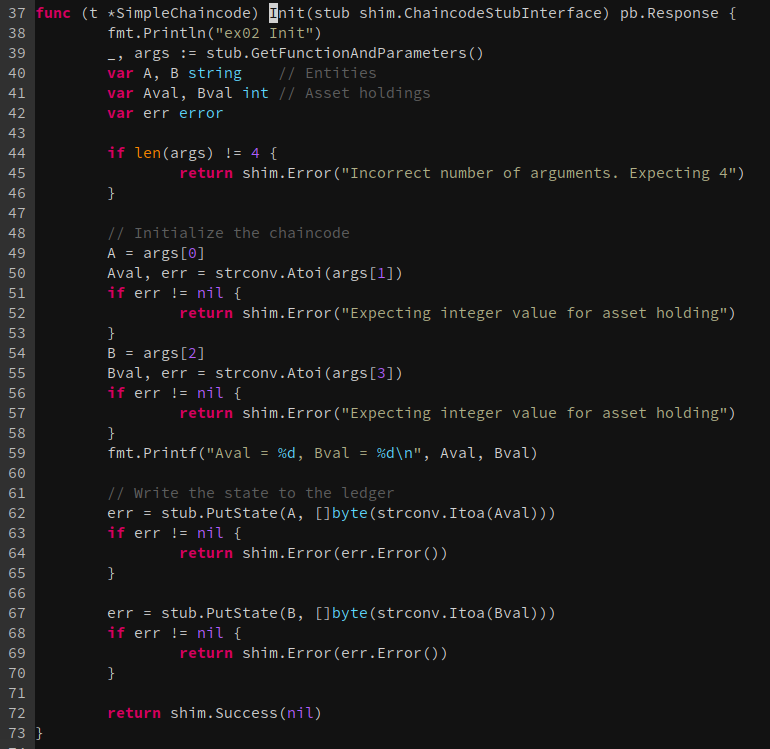 37 func (t *SimpleChaincode) Init(stub shim.ChaincodeStubInterface) pb.Response {
38         fmt.Println("ex02 Init")
39         _, args := stub.GetFunctionAndParameters()
40         var A, B string    // Entities
41         var Aval, Bval int // Asset holdings
42         var err error
43
44         if len(args) != 4 {
45                 return shim.Error("Incorrect number of arguments. Expecting 4")
46         }
47
48         // Initialize the chaincode
49         A = args[0]
50         Aval, err = strconv.Atoi(args[1])
51         if err != nil {
52                 return shim.Error("Expecting integer value for asset holding")
53         }
54         B = args[2]
55         Bval, err = strconv.Atoi(args[3])
56         if err != nil {
57                 return shim.Error("Expecting integer value for asset holding")
58         }
59         fmt.Printf("Aval = %d, Bval = %d\n", Aval, Bval)
60
61         // Write the state to the ledger
62         err = stub.PutState(A, []byte(strconv.Itoa(Aval)))
63         if err != nil {
64                 return shim.Error(err.Error())
65         }
66
67         err = stub.PutState(B, []byte(strconv.Itoa(Bval)))
68         if err != nil {
69                 return shim.Error(err.Error())
70         }
71
72         return shim.Success(nil)
73 }